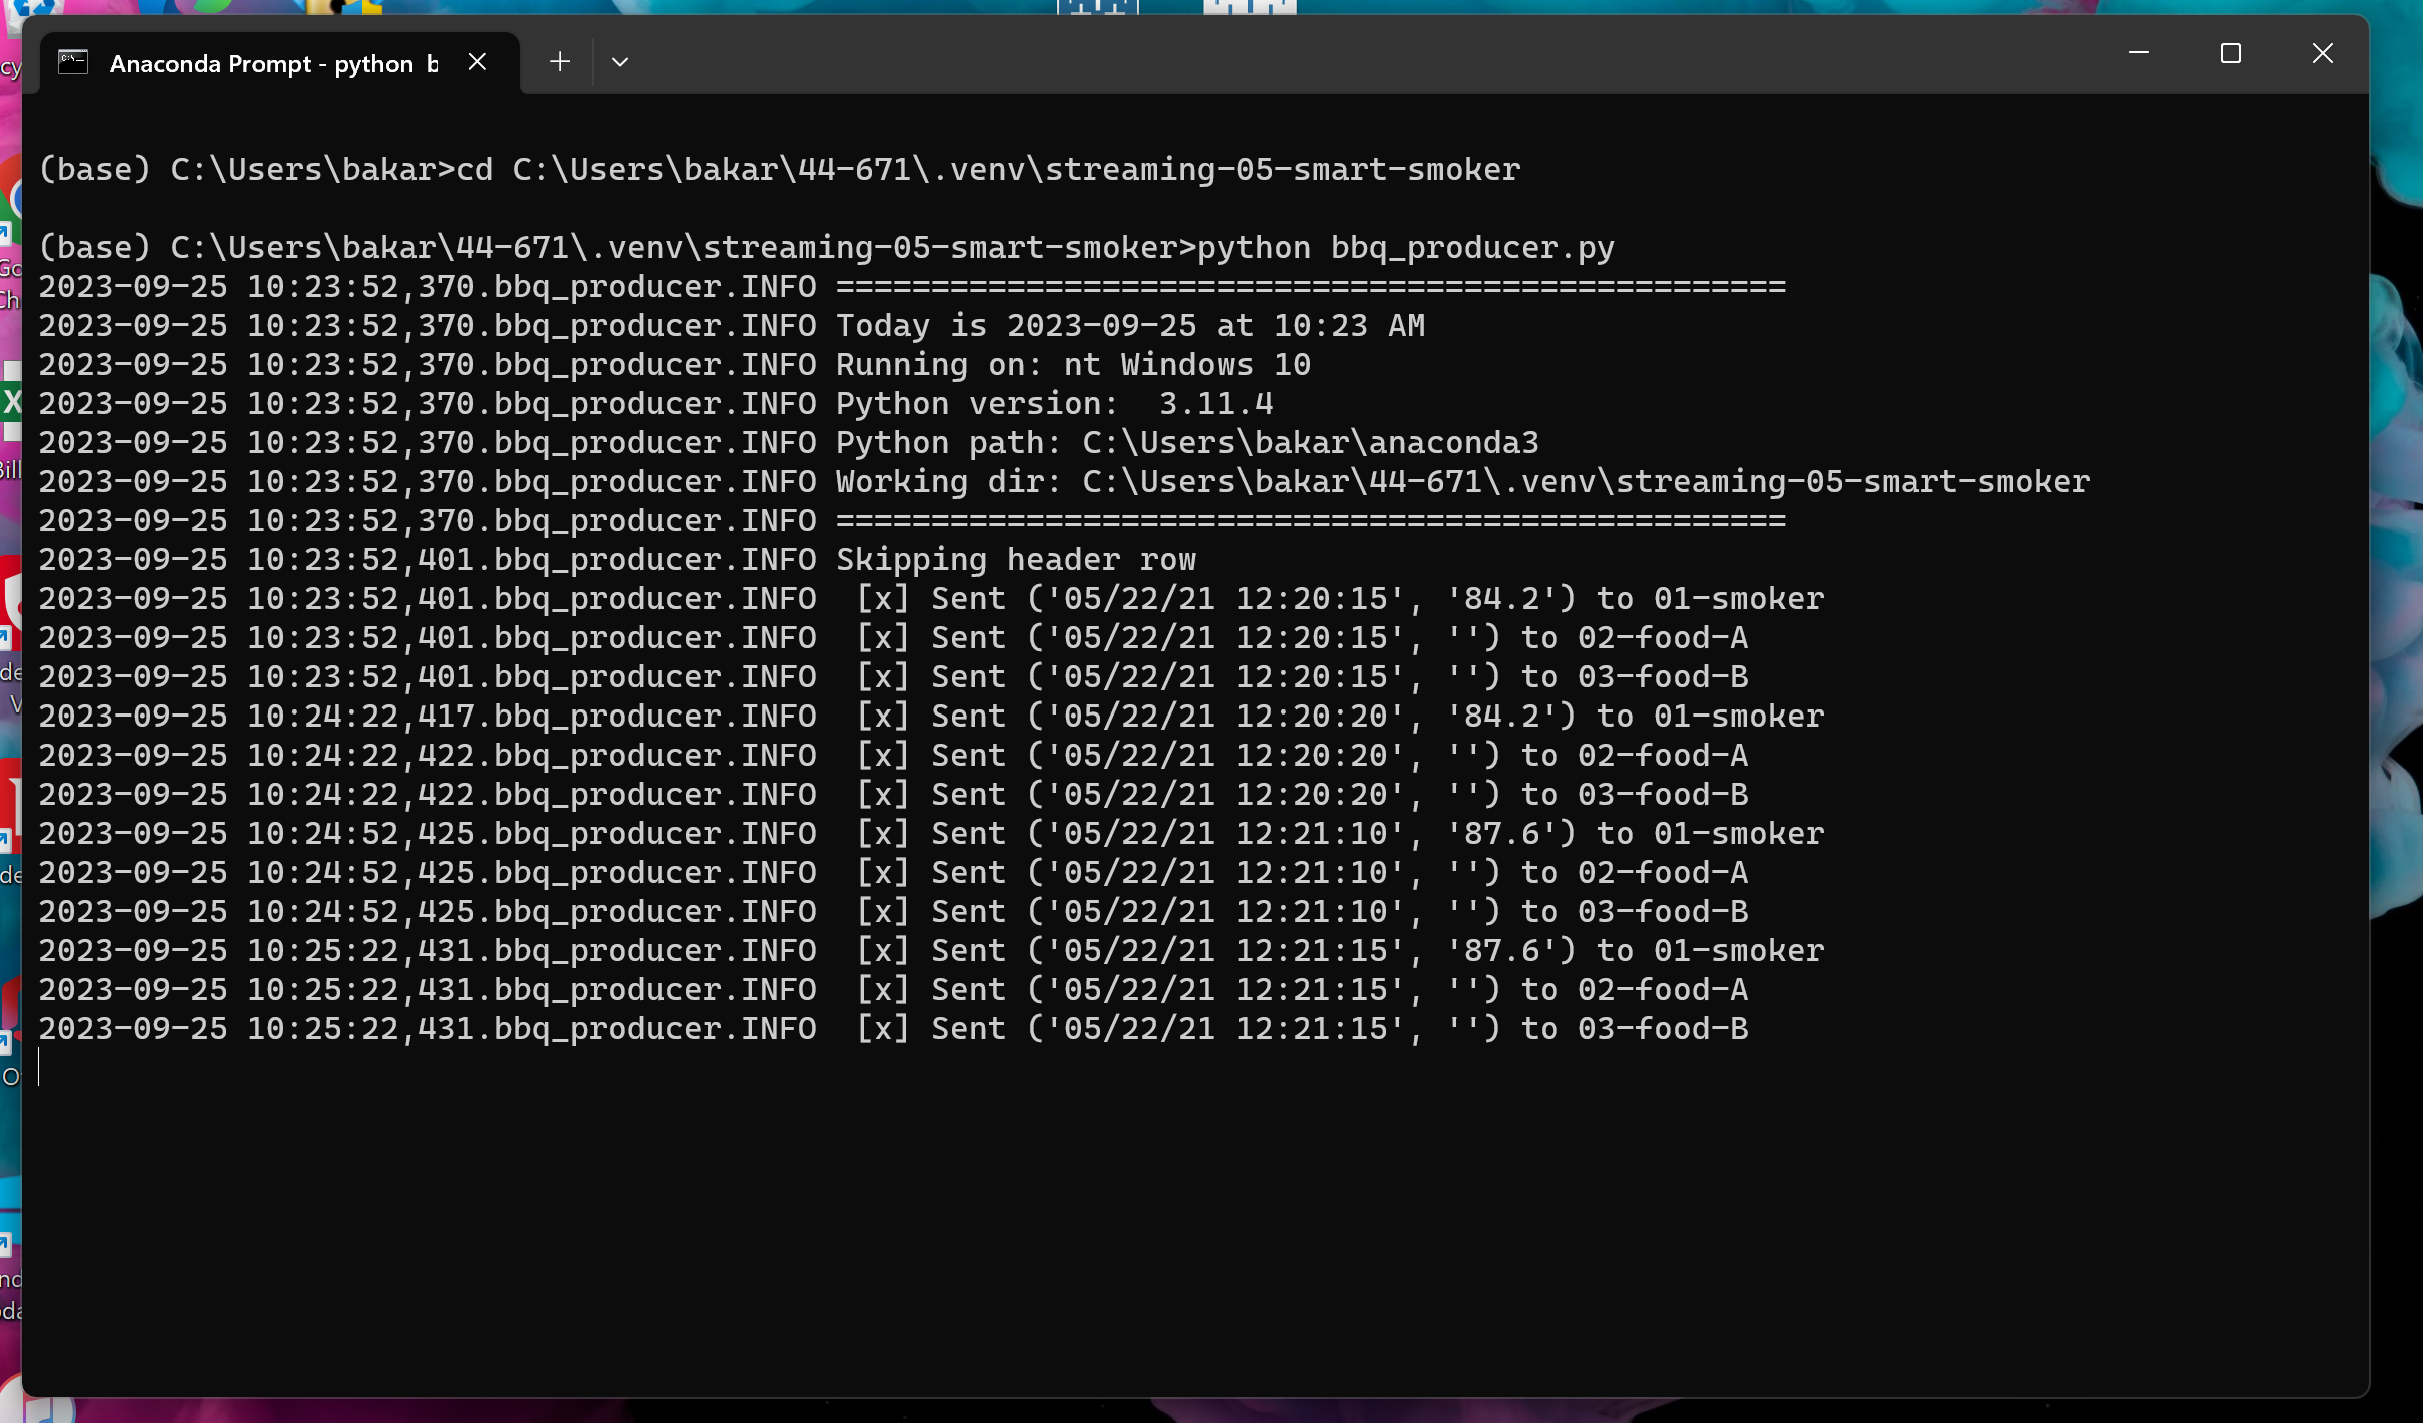 Anaconda Prompt - python b
(base) C:\Users\bakar>cd C:\Users\bakar\44-671\.venv\streaming-05-smart-smoker
(base) C:\Users\bakar\44-671\.venv\streaming-05-smart-smoker>python bbq_producer.py
2023-09-25 10:23:52,370.bbq_producer.INFO ==================================================
2023-09-25 10:23:52,370.bbq_producer.INFO Today is 2023-09-25 at 10:23 AM
2023-09-25 10:23:52,370.bbq_producer.INFO Running on: nt Windows 10
2023-09-25 10:23:52,370.bbq_producer.INFO Python version:  3.11.4
2023-09-25 10:23:52,370.bbq_producer.INFO Python path: C:\Users\bakar\anaconda3
2023-09-25 10:23:52,370.bbq_producer.INFO Working dir: C:\Users\bakar\44-671\.venv\streaming-05-smart-smoker
2023-09-25 10:23:52,370.bbq_producer.INFO ==================================================
2023-09-25 10:23:52,401.bbq_producer.INFO Skipping header row
2023-09-25 10:23:52,401.bbq_producer.INFO  [x] Sent ('05/22/21 12:20:15', '84.2') to 01-smoker
2023-09-25 10:23:52,401.bbq_producer.INFO  [x] Sent ('05/22/21 12:20:15', '') to 02-food-A
2023-09-25 10:23:52,401.bbq_producer.INFO  [x] Sent ('05/22/21 12:20:15', '') to 03-food-B
2023-09-25 10:24:22,417.bbq_producer.INFO  [x] Sent ('05/22/21 12:20:20', '84.2') to 01-smoker
2023-09-25 10:24:22,422.bbq_producer.INFO  [x] Sent ('05/22/21 12:20:20', '') to 02-food-A
2023-09-25 10:24:22,422.bbq_producer.INFO  [x] Sent ('05/22/21 12:20:20', '') to 03-food-B
2023-09-25 10:24:52,425.bbq_producer.INFO  [x] Sent ('05/22/21 12:21:10', '87.6') to 01-smoker
2023-09-25 10:24:52,425.bbq_producer.INFO  [x] Sent ('05/22/21 12:21:10', '') to 02-food-A
2023-09-25 10:24:52,425.bbq_producer.INFO  [x] Sent ('05/22/21 12:21:10', '') to 03-food-B
2023-09-25 10:25:22,431.bbq_producer.INFO  [x] Sent ('05/22/21 12:21:15', '87.6') to 01-smoker
2023-09-25 10:25:22,431.bbq_producer.INFO  [x] Sent ('05/22/21 12:21:15', '') to 02-food-A
2023-09-25 10:25:22,431.bbq_producer.INFO  [x] Sent ('05/22/21 12:21:15', '') to 03-food-B